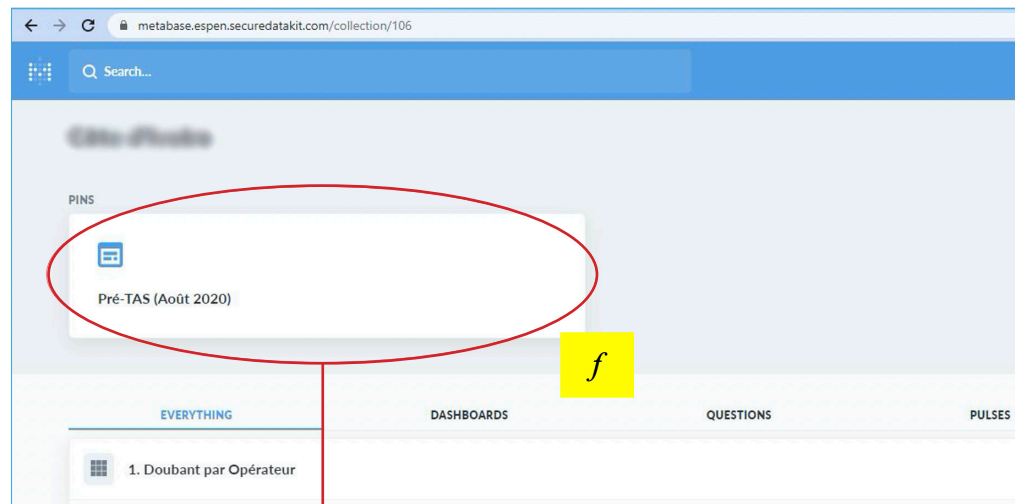 metabase.espen.securedatakit.com/collection/106
Search...
PINS
Pré-TAS (Août 2020)
f
EVERYTHING DASHBOARDS QUESTIONS PULSES
1. Doubant par Opérateur